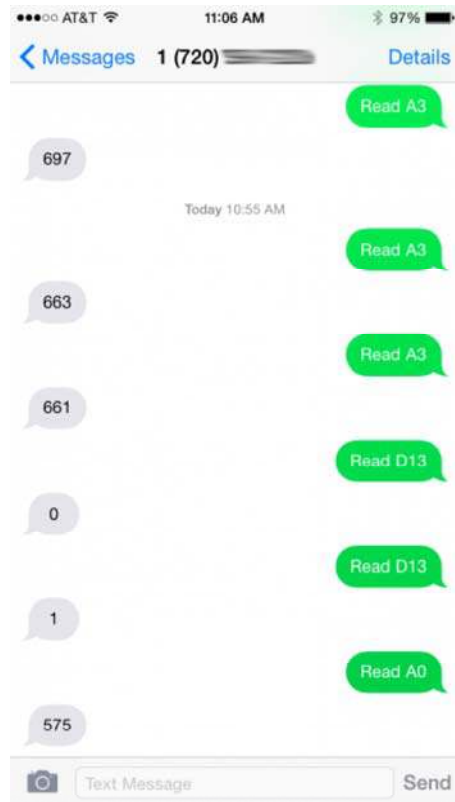 AT&T 11:06 AM 97%
Messages 1 (720) Details
Read A3
697
Today 10:55 AM
Read A3
663
Read A3
661
Read D13
0
Read D13
1
Read A0
575
Text Message Send